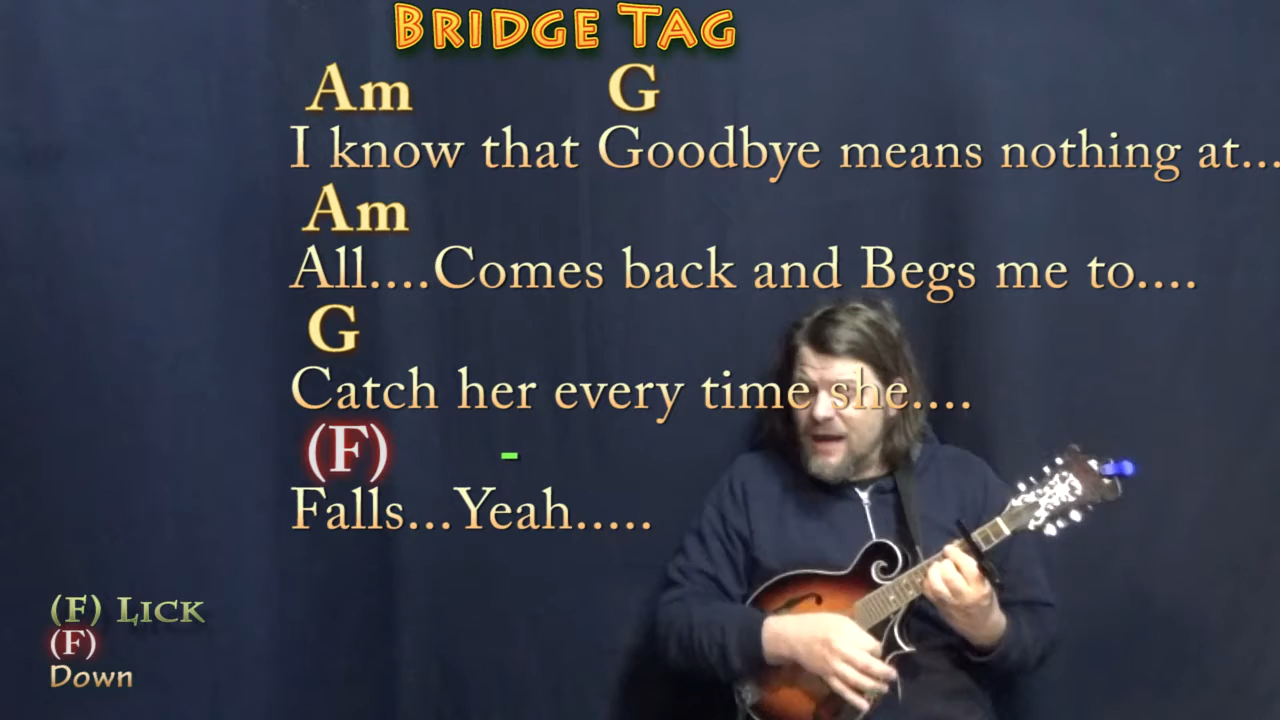 BRIDGE TAG
Am G
I know that Goodbye means nothing at...
Am
All....Comes back and Begs me to....
G
Catch her every time she....
(F) -
Falls...Yeah.....
(F) LICK
(F)
Down